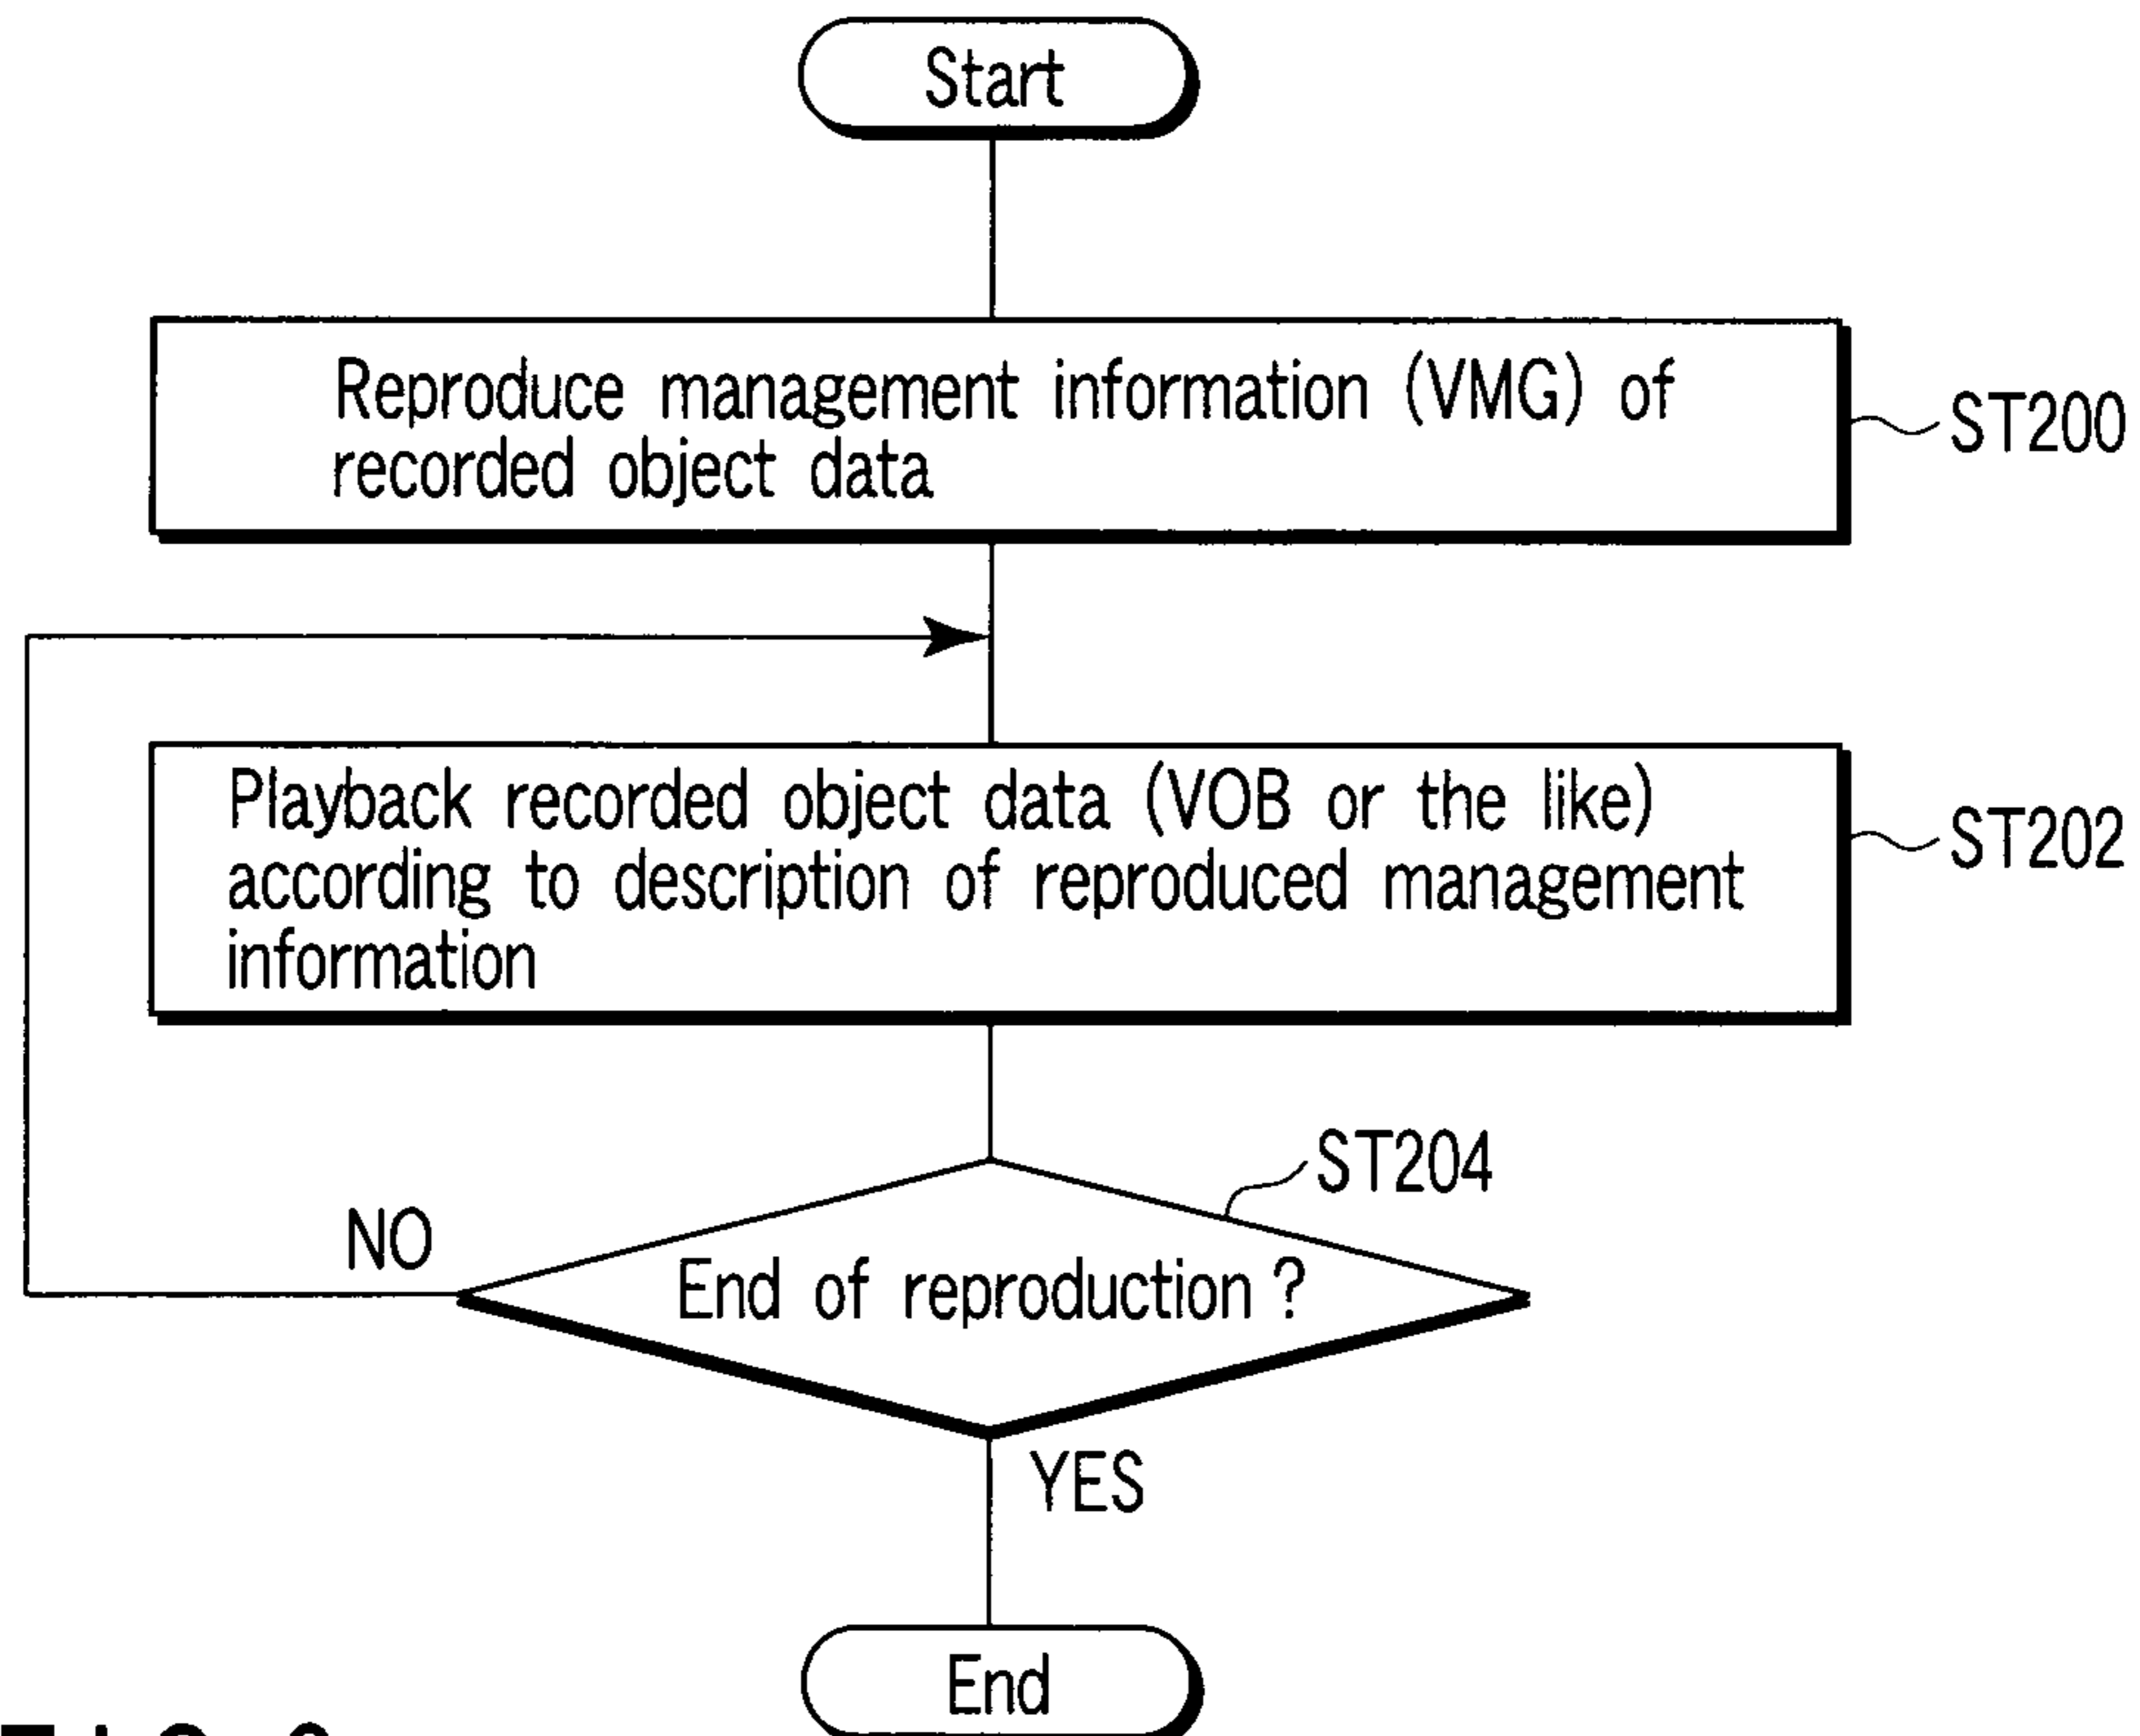 Start
Reproduce management information (VMG) of
recorded object data
ST200
Playback recorded object data (VOB or the like)
according to description of reproduced management
information
ST202
ST204
NO
End of reproduction ?
YES
End